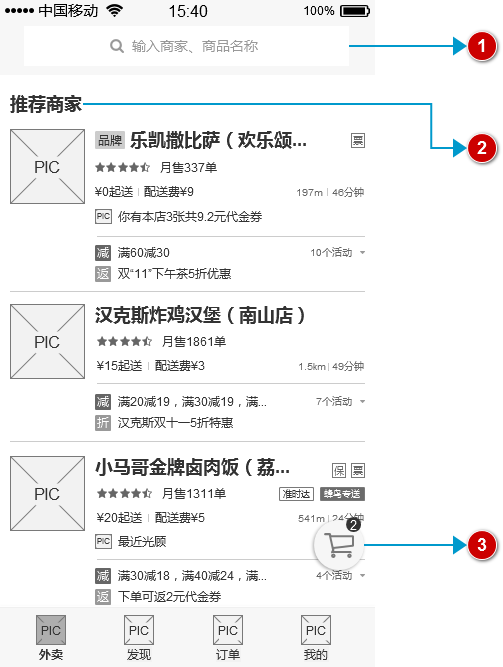 中国移动 15:40 100%
输入商家、商品名称
1
推荐商家
2
PIC
品牌 乐凯撒比萨（欢乐颂... 票
月售337单
¥0起送 配送费¥9 197m 46分钟
PIC 你有本店3张共9.2元代金券
减 满60减30 10个活动
返 双“11”下午茶5折优惠
PIC
汉克斯炸鸡汉堡（南山店）
月售1861单
¥15起送 配送费¥3 1.5km 49分钟
减 满20减19，满30减19，满... 7个活动
折 汉克斯双十一5折特惠
PIC
小马哥金牌卤肉饭（荔... 保 票
月售1311单 准时达 蜂鸟专送
¥20起送 配送费¥5 541m 24分钟
PIC 最近光顾
2
3
减 满30减18，满40减24，满... 4个活动
返 下单可返2元代金券
PIC PIC PIC PIC
外卖 发现 订单 我的